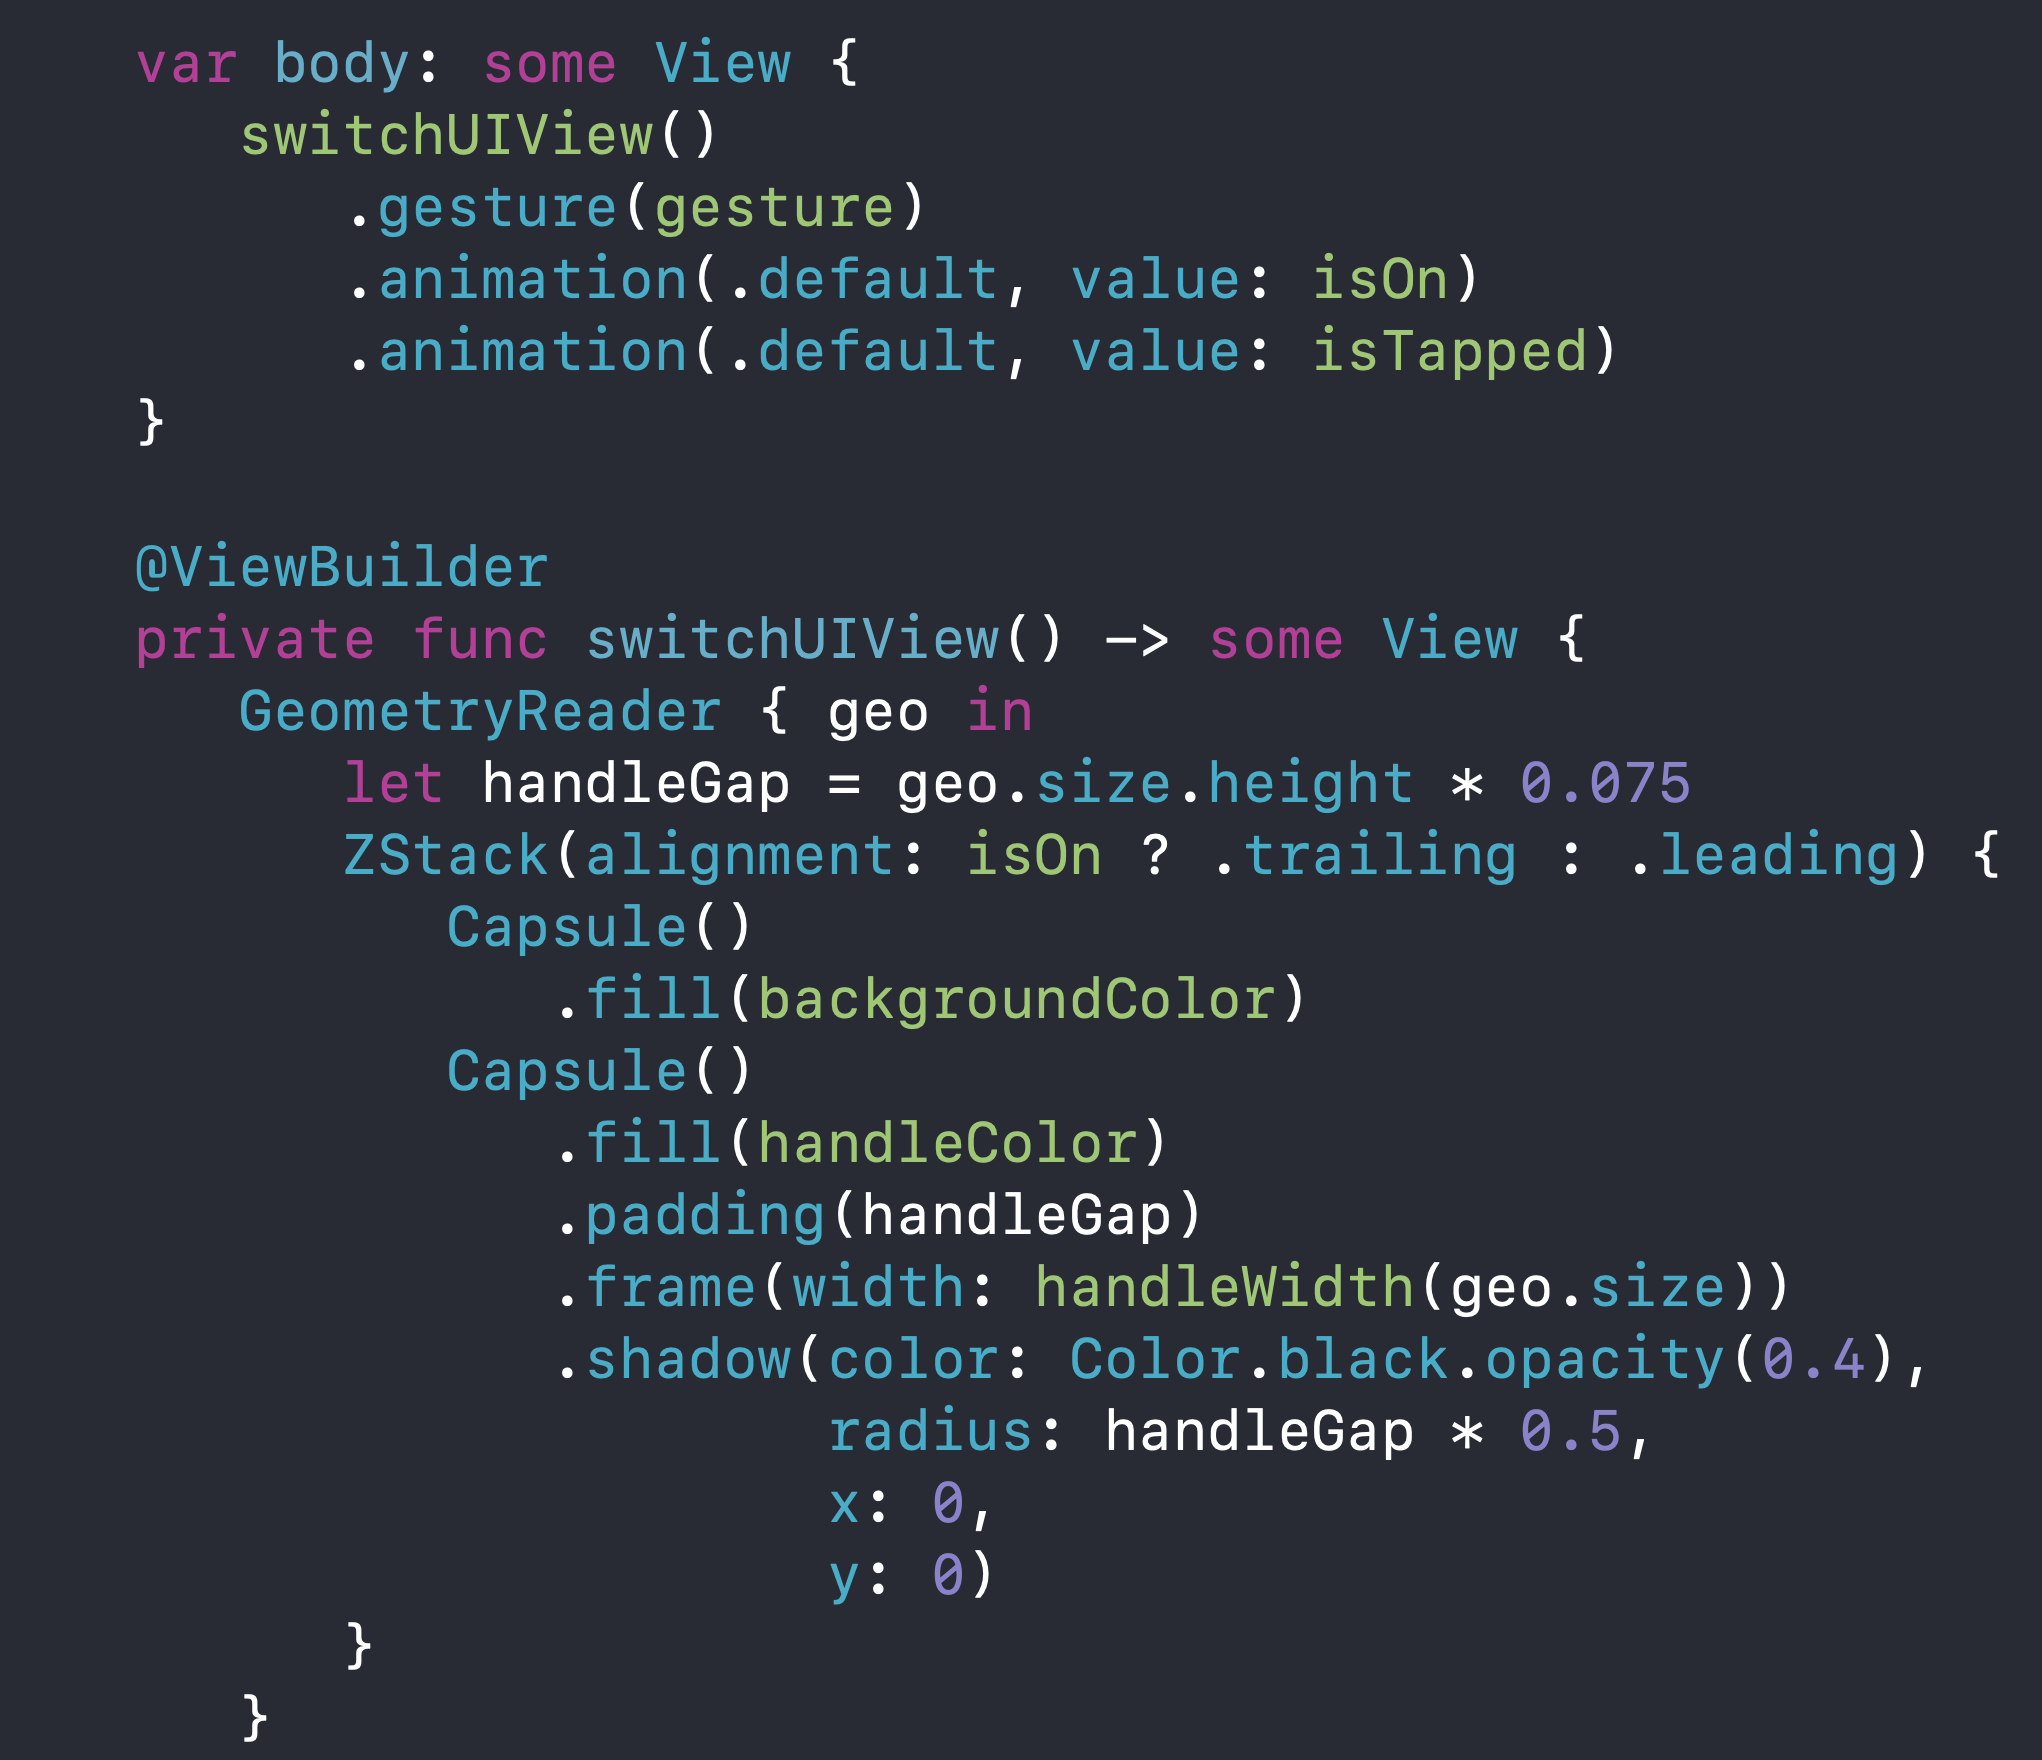 var body: some View {
    switchUIView()
        .gesture(gesture)
        .animation(.default, value: isOn)
        .animation(.default, value: isTapped)
}

@ViewBuilder
private func switchUIView() -> some View {
    GeometryReader { geo in
        let handleGap = geo.size.height * 0.075
        ZStack(alignment: isOn ? .trailing : .leading) {
            Capsule()
                .fill(backgroundColor)
            Capsule()
                .fill(handleColor)
                .padding(handleGap)
                .frame(width: handleWidth(geo.size))
                .shadow(color: Color.black.opacity(0.4),
                        radius: handleGap * 0.5,
                        x: 0,
                        y: 0)
        }
    }